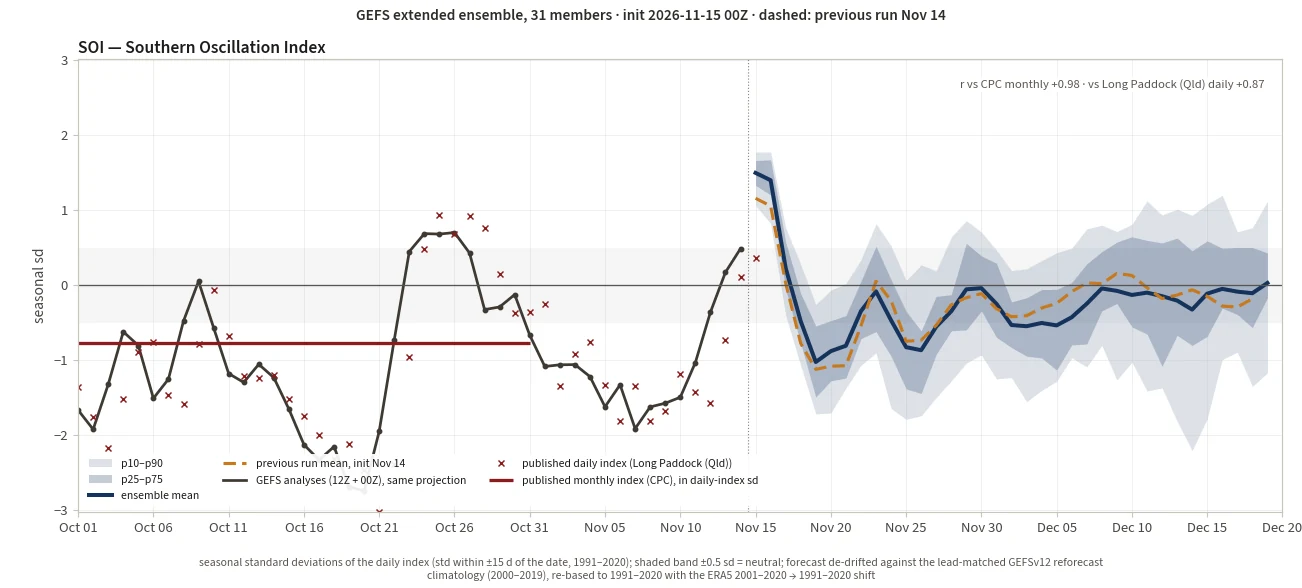 GEFS extended ensemble, 31 members · init 2026-11-15 00Z · dashed: previous run Nov 14
SOI — Southern Oscillation Index
r vs CPC monthly +0.98 · vs Long Paddock (Qld) daily +0.87
seasonal sd
3
2
1
0
−1
−2
−3
p10–p90
p25–p75
ensemble mean
previous run mean, init Nov 14
GEFS analyses (12Z + 00Z), same projection
published daily index (Long Paddock (Qld))
published monthly index (CPC), in daily-index sd
Oct 01 Oct 06 Oct 11 Oct 16 Oct 21 Oct 26 Oct 31 Nov 05 Nov 10 Nov 15 Nov 20 Nov 25 Nov 30 Dec 05 Dec 10 Dec 15 Dec 20
seasonal standard deviations of the daily index (std within ±15 d of the date, 1991–2020); shaded band ±0.5 sd = neutral; forecast de-drifted against the lead-matched GEFSv12 reforecast
climatology (2000–2019), re-based to 1991–2020 with the ERA5 2001–2020 → 1991–2020 shift